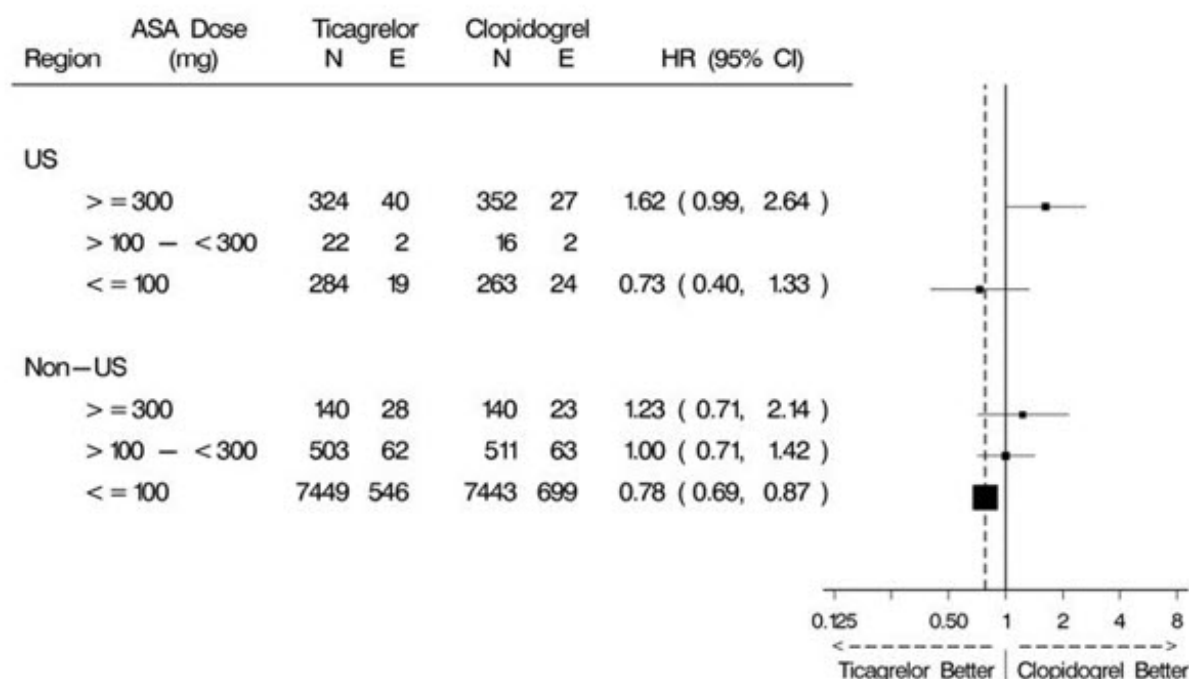 ASA Dose Ticagrelor Clopidogrel
Region (mg) N E N E HR (95% CI)
US
>=300 324 40 352 27 1.62 (0.99, 2.64)
>100 – <300 22 2 16 2
<=100 284 19 263 24 0.73 (0.40, 1.33)
Non–US
>=300 140 28 140 23 1.23 (0.71, 2.14)
>100 – <300 503 62 511 63 1.00 (0.71, 1.42)
<=100 7449 546 7443 699 0.78 (0.69, 0.87)
0.125 0.50 1 2 4 8
Ticagrelor Better Clopidogrel Better